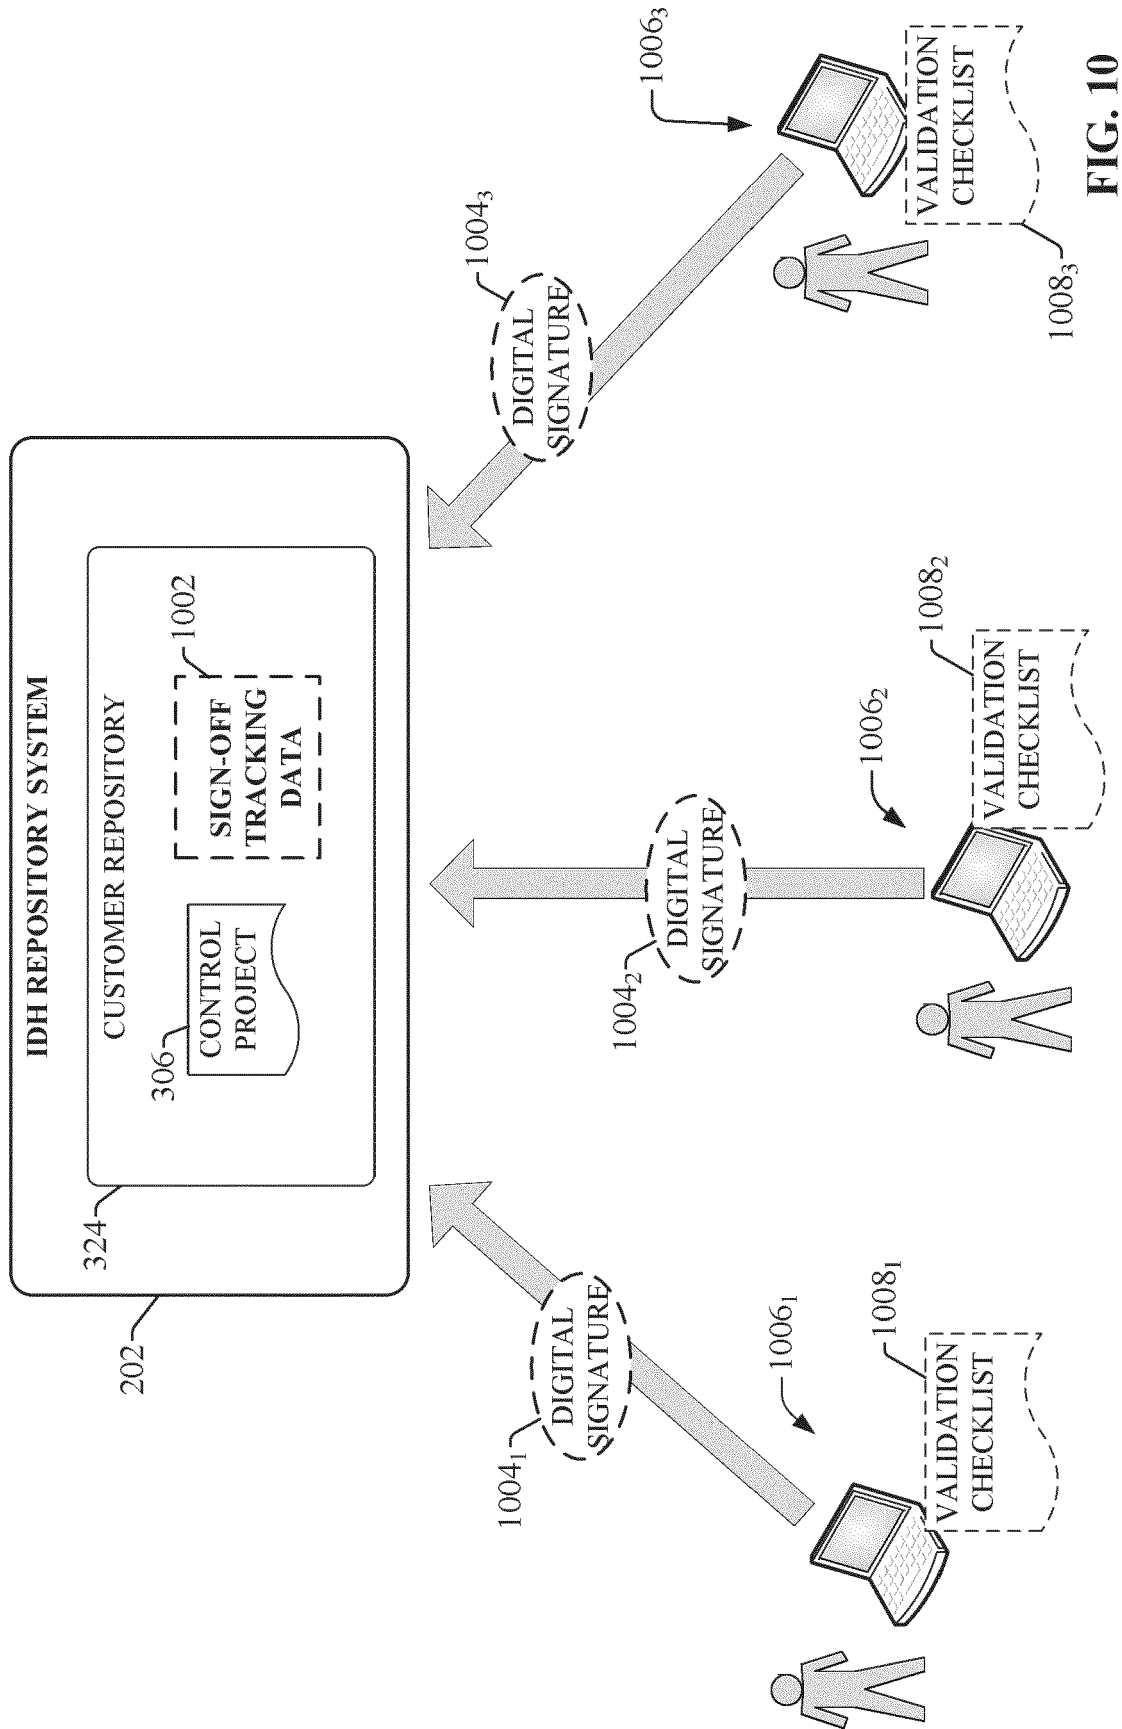 IDH REPOSITORY SYSTEM
202
CUSTOMER REPOSITORY
324
306
CONTROL
PROJECT
1002
SIGN-OFF
TRACKING
DATA
1004₁
DIGITAL
SIGNATURE
1004₂
DIGITAL
SIGNATURE
1004₃
DIGITAL
SIGNATURE
1006₁
1008₁
VALIDATION
CHECKLIST
1006₂
1008₂
VALIDATION
CHECKLIST
1006₃
1008₃
VALIDATION
CHECKLIST
FIG. 10